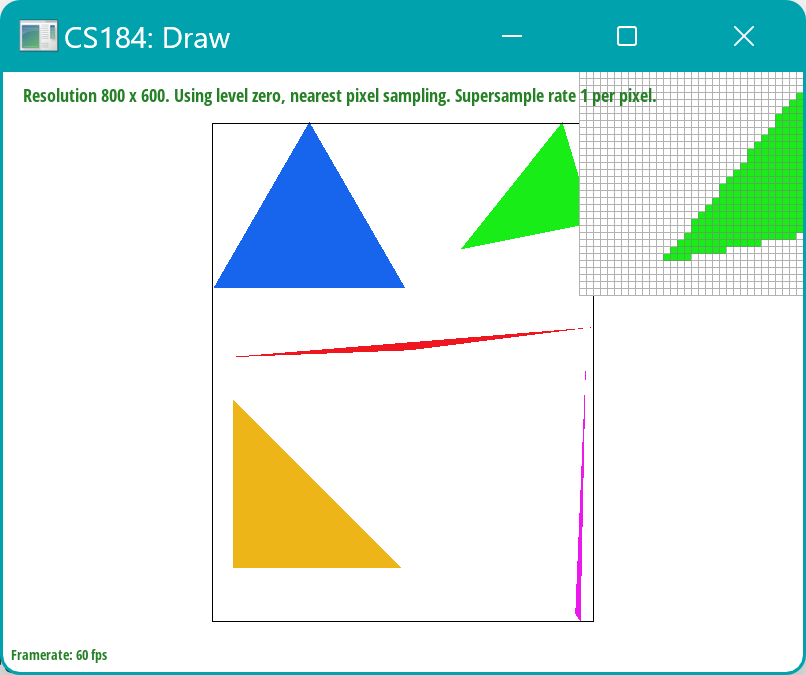 CS184: Draw
Resolution 800 x 600. Using level zero, nearest pixel sampling. Supersample rate 1 per pixel.
Framerate: 60 fps